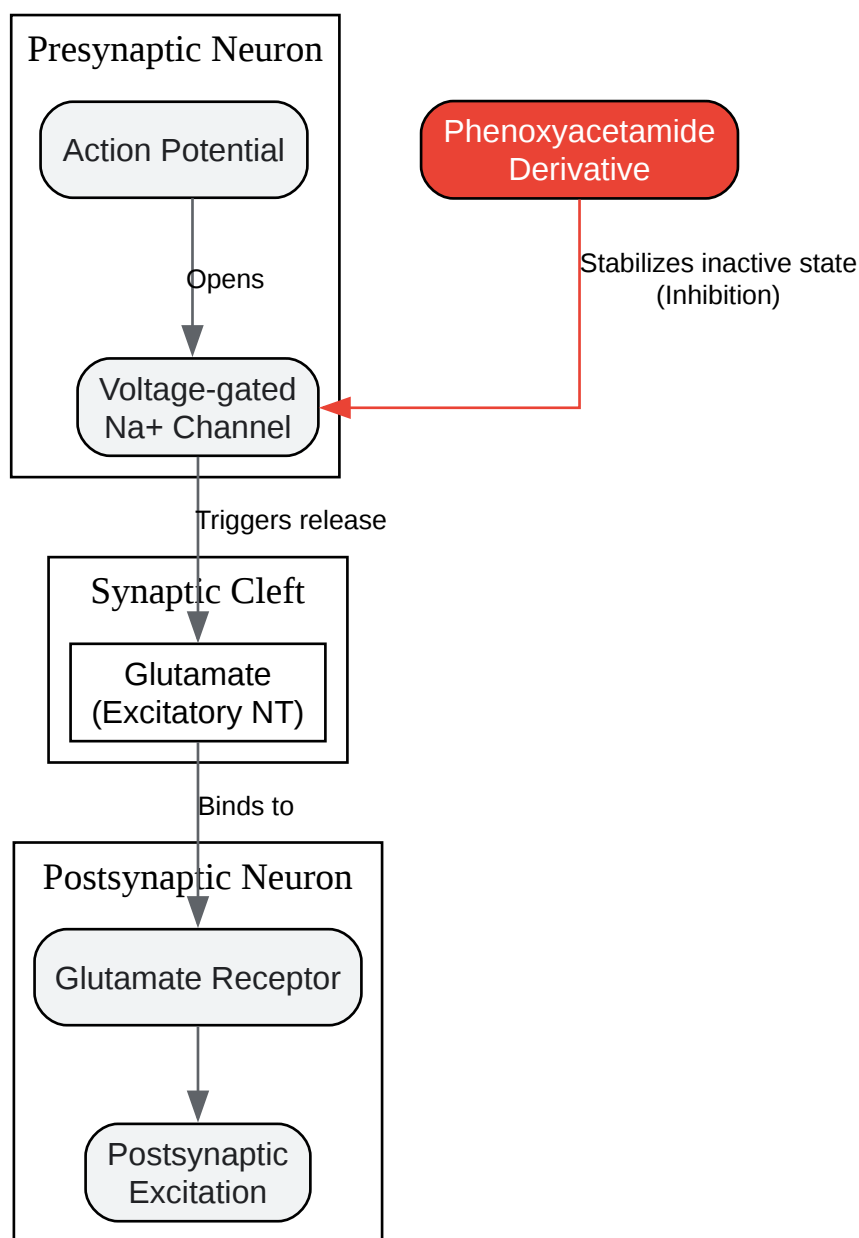 Presynaptic Neuron
Action Potential
Phenoxyacetamide
Derivative
Opens
Stabilizes inactive state
(Inhibition)
Voltage-gated
Na+ Channel
Triggers release
Synaptic Cleft
Glutamate
(Excitatory NT)
Binds to
Postsynaptic Neuron
Glutamate Receptor
Postsynaptic
Excitation